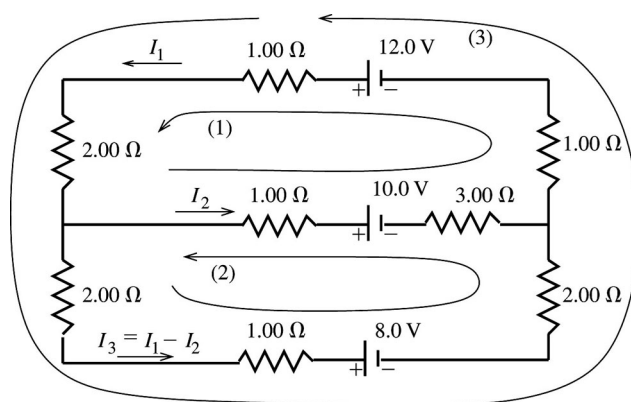 (3)
I₁
1.00 Ω
12.0 V
+ −
(1)
2.00 Ω
1.00 Ω
I₂
1.00 Ω
10.0 V
3.00 Ω
+ −
(2)
2.00 Ω
2.00 Ω
I₃ = I₁ − I₂
1.00 Ω
8.0 V
+ −